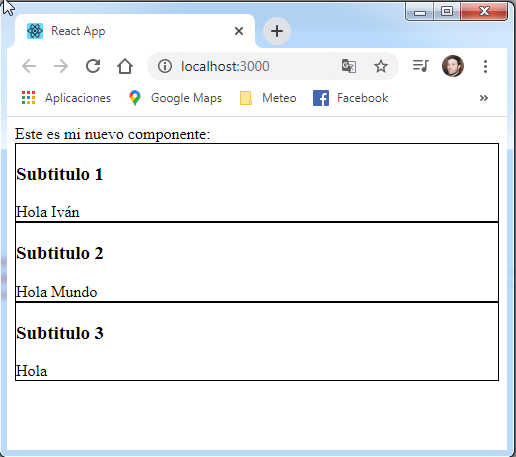 React App
localhost:3000
Aplicaciones Google Maps Meteo Facebook »
Este es mi nuevo componente:
Subtitulo 1
Hola Iván
Subtitulo 2
Hola Mundo
Subtitulo 3
Hola